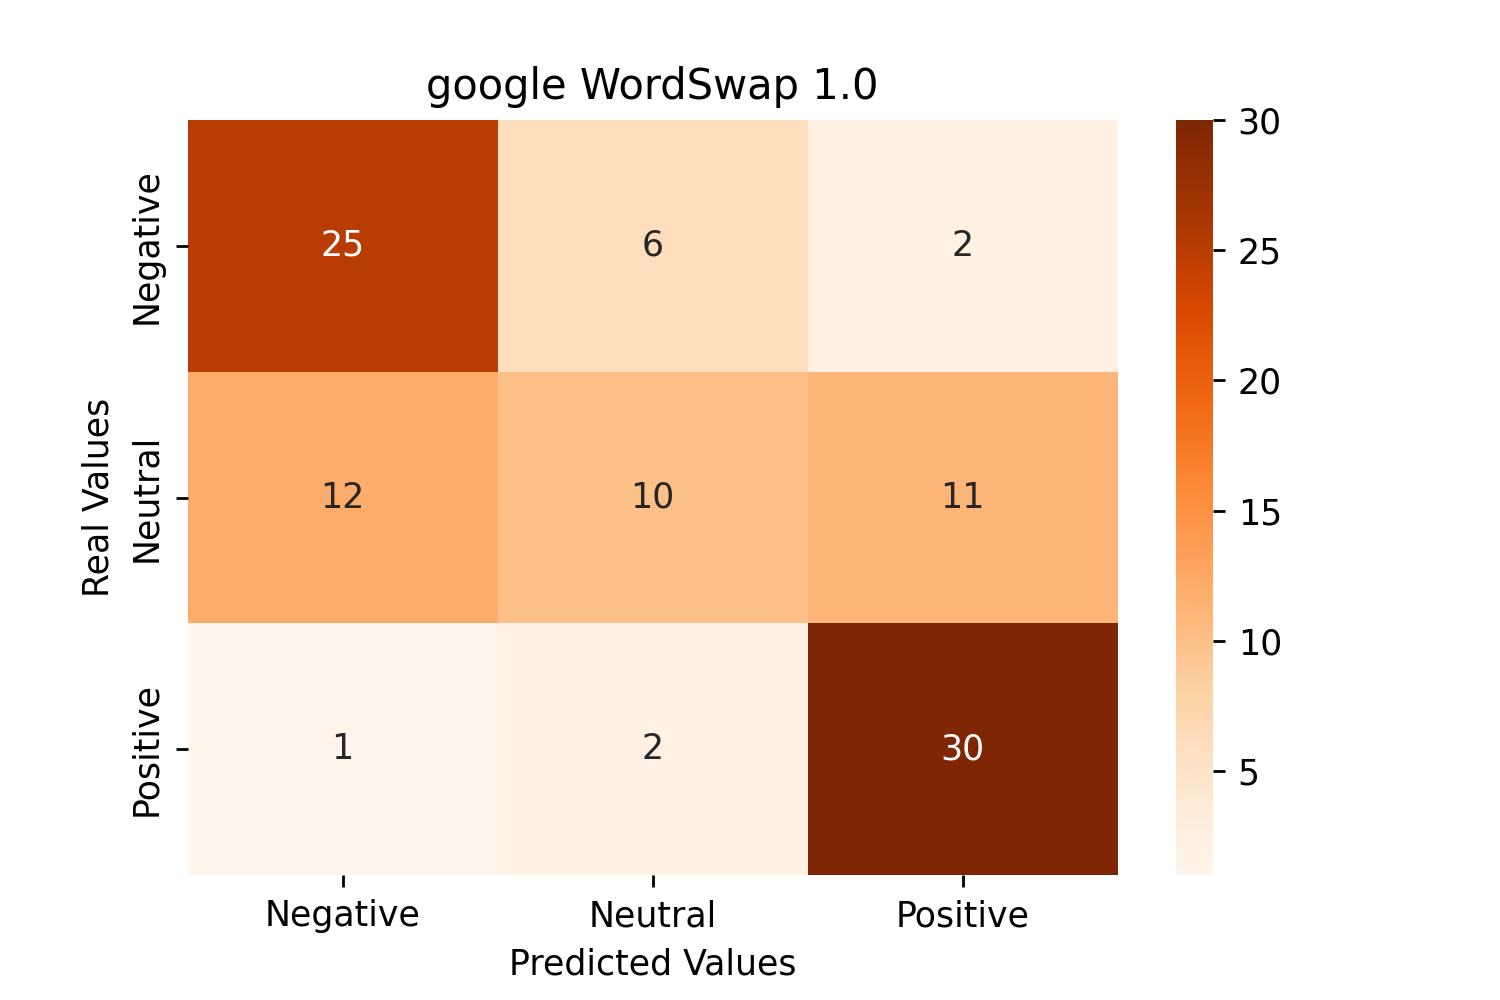 google WordSwap 1.0
Real Values
Negative
25 6 2
Neutral
12 10 11
Positive
1 2 30
Negative Neutral Positive
Predicted Values
30
25
20
15
10
5